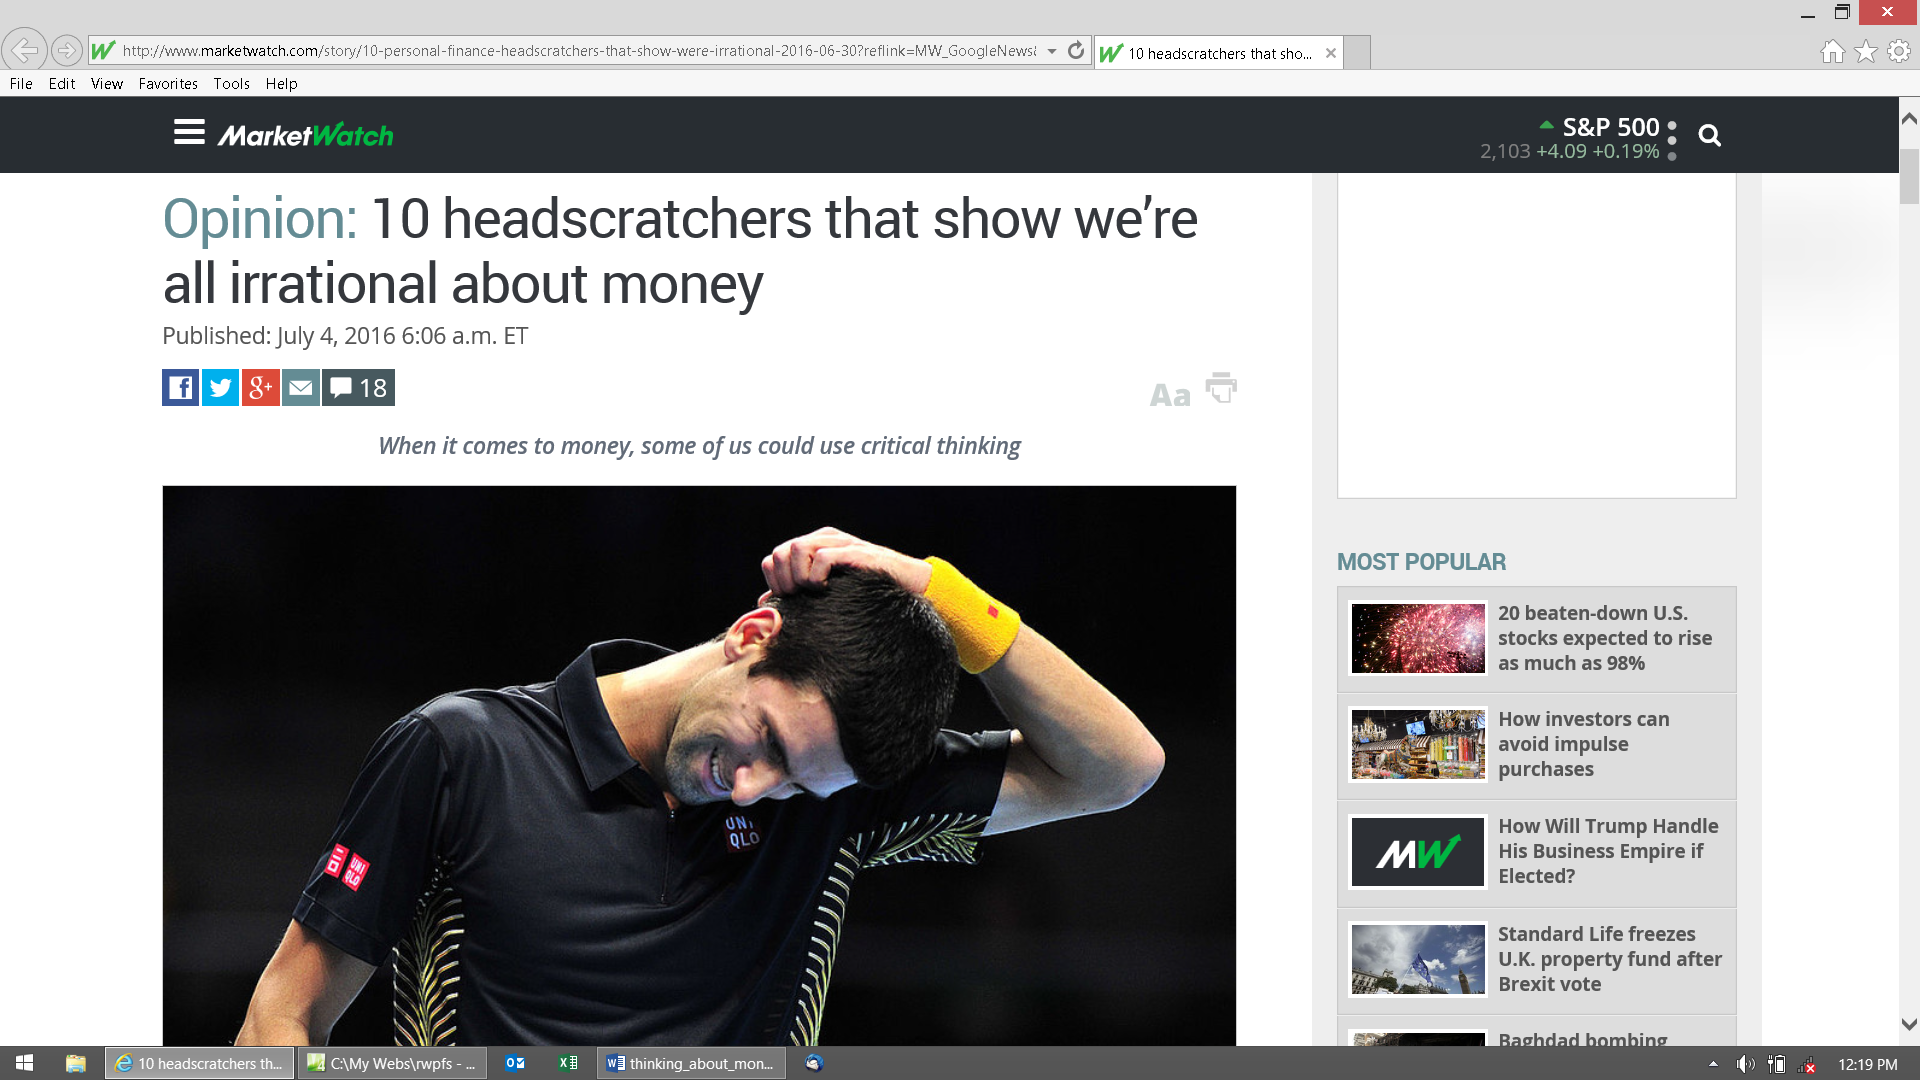 http://www.marketwatch.com/story/10-personal-finance-headscratchers-that-show-were-irrational-2016-06-30?reflink=MW_GoogleNews&
10 headscratchers that sho...
File Edit View Favorites Tools Help
MarketWatch
S&P 500
2,103 +4.09 +0.19%
Opinion: 10 headscratchers that show we’re
all irrational about money
Published: July 4, 2016 6:06 a.m. ET
18
Aa
When it comes to money, some of us could use critical thinking
UNI
QLO
UNI
QLO
MOST POPULAR
20 beaten-down U.S.
stocks expected to rise
as much as 98%
How investors can
avoid impulse
purchases
MW
How Will Trump Handle
His Business Empire if
Elected?
Standard Life freezes
U.K. property fund after
Brexit vote
Baghdad bombing
10 headscratchers th...
C:\My Webs\rwpfs - ...
thinking_about_mon...
12:19 PM